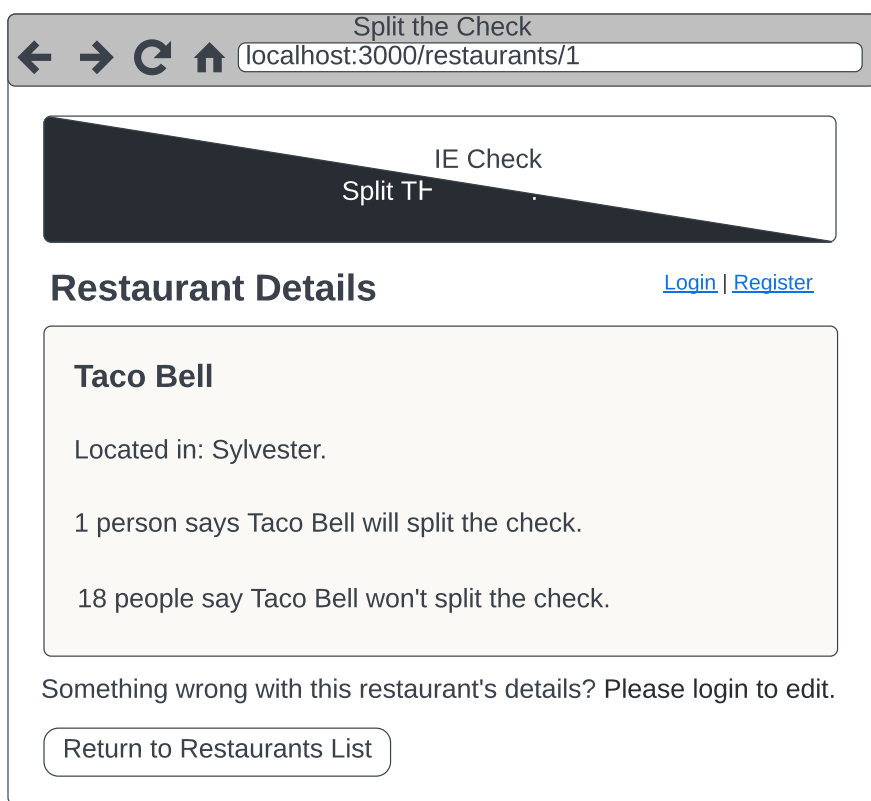 Split the Check
localhost:3000/restaurants/1
IE Check
Split TH
Restaurant Details
Login | Register
Taco Bell
Located in: Sylvester.
1 person says Taco Bell will split the check.
18 people say Taco Bell won't split the check.
Something wrong with this restaurant's details? Please login to edit.
Return to Restaurants List